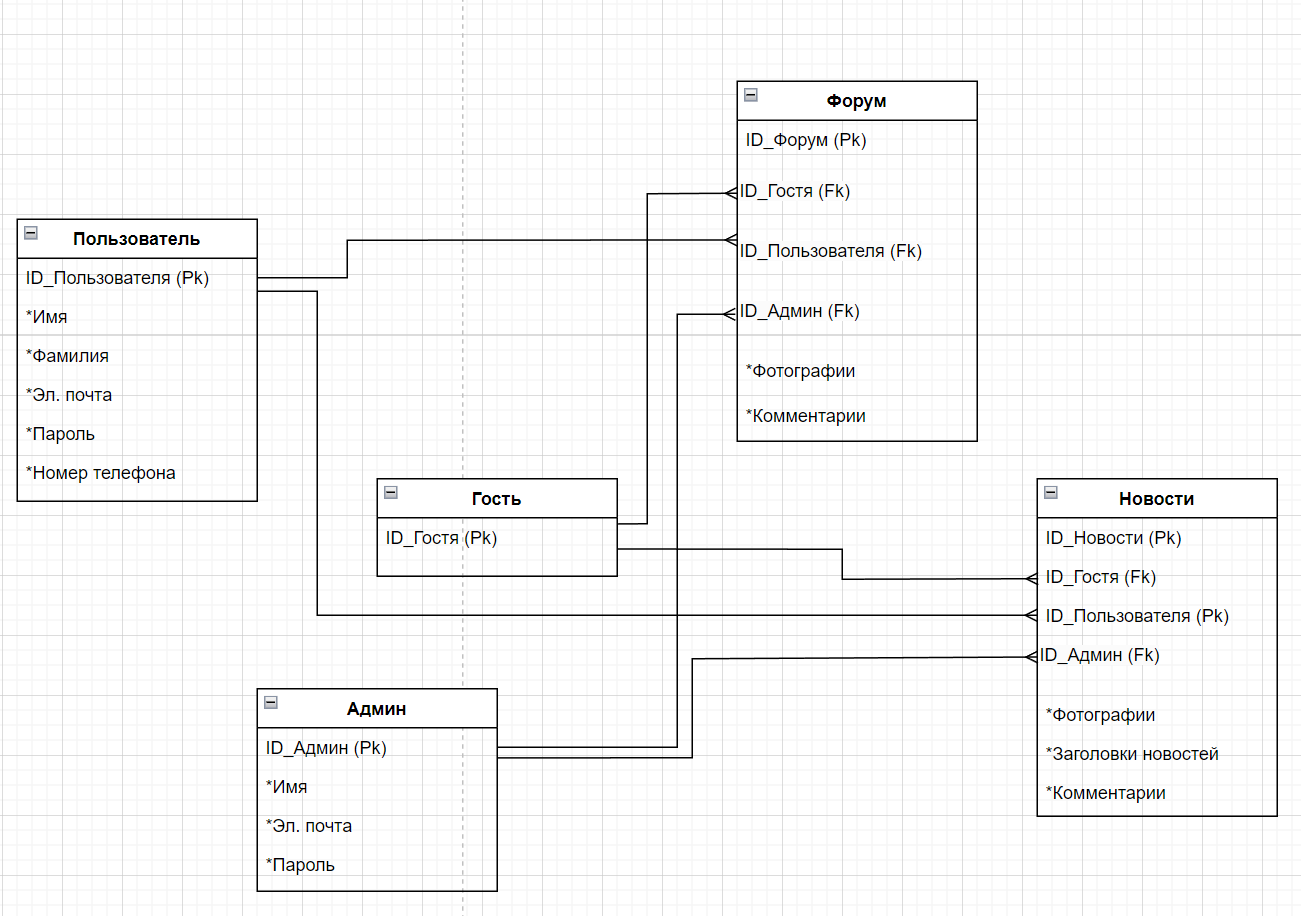 Форум
ID_Форум (Pk)
ID_Гостя (Fk)
ID_Пользователя (Fk)
ID_Админ (Fk)
*Фотографии
*Комментарии
Пользователь
ID_Пользователя (Pk)
*Имя
*Фамилия
*Эл. почта
*Пароль
*Номер телефона
Гость
ID_Гостя (Pk)
Новости
ID_Новости (Pk)
ID_Гостя (Fk)
ID_Пользователя (Pk)
ID_Админ (Fk)
*Фотографии
*Заголовки новостей
*Комментарии
Админ
ID_Админ (Pk)
*Имя
*Эл. почта
*Пароль